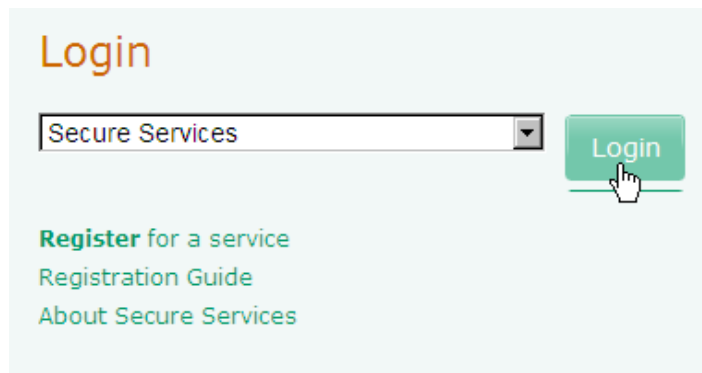 Login
Secure Services
Login
Register for a service
Registration Guide
About Secure Services